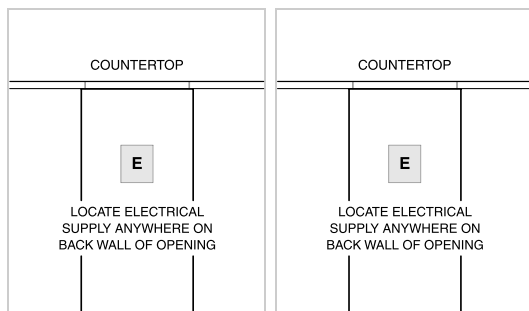 COUNTERTOP
E
LOCATE ELECTRICAL
SUPPLY ANYWHERE ON
BACK WALL OF OPENING
COUNTERTOP
E
LOCATE ELECTRICAL
SUPPLY ANYWHERE ON
BACK WALL OF OPENING